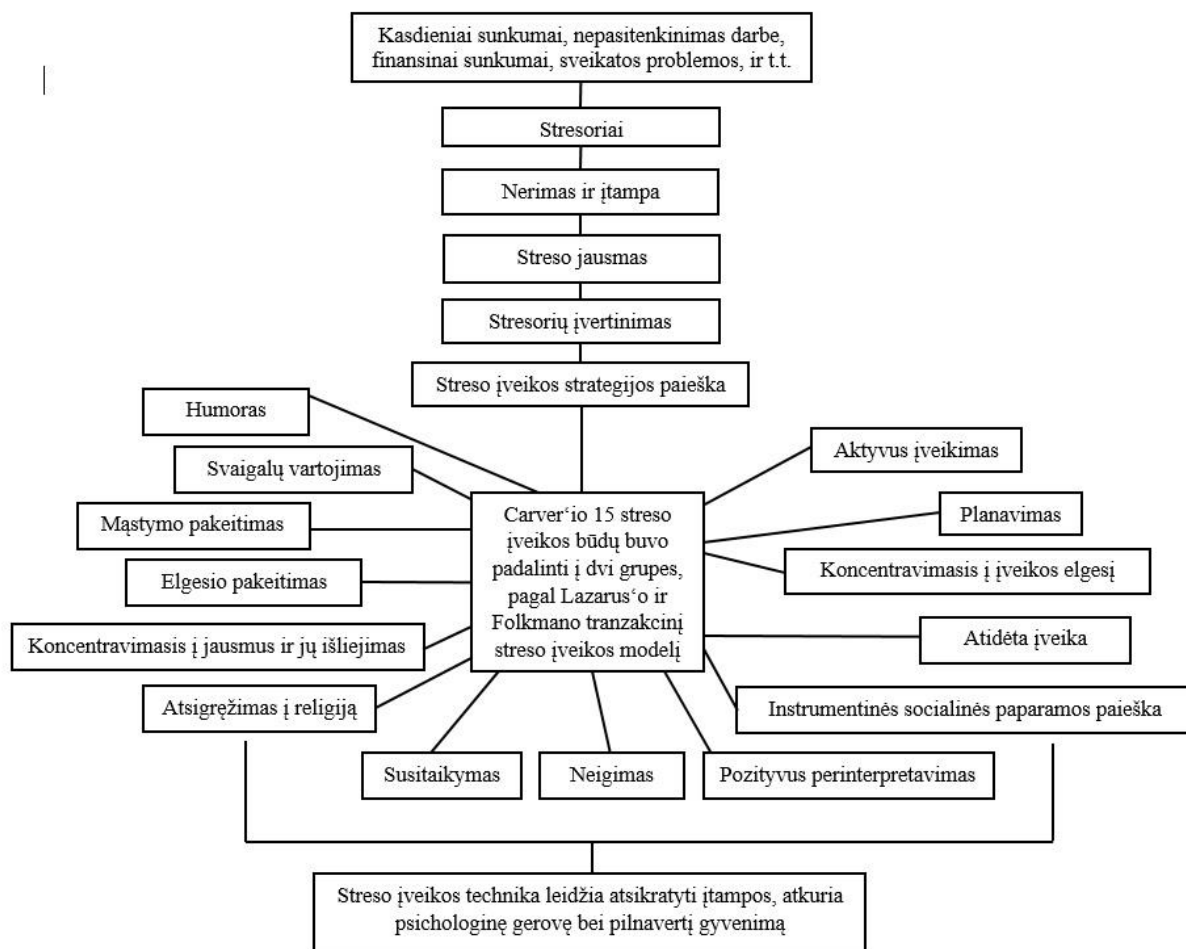 Kasdieniai sunkumai, nepasitenkinimas darbe,
finansinai sunkumai, sveikatos problemos, ir t.t.
Stresoriai
Nerimas ir įtampa
Streso jausmas
Stresorių įvertinimas
Streso įveikos strategijos paieška
Humoras
Svaigalų vartojimas
Mąstymo pakeitimas
Elgesio pakeitimas
Koncentravimasis į jausmus ir jų išliejimas
Atsigręžimas į religiją
Carver‘io 15 streso
įveikos būdų buvo
padalinti į dvi grupes,
pagal Lazarus‘o ir
Folkmano tranzakcinį
streso įveikos modelį
Aktyvus įveikimas
Planavimas
Koncentravimasis į įveikos elgesį
Atidėta įveika
Instrumentinės socialinės paparamos paieška
Susitaikymas
Neigimas
Pozityvus perinterpretavimas
Streso įveikos technika leidžia atsikratyti įtampos, atkuria
psichologinę gerovę bei pilnavertį gyvenimą